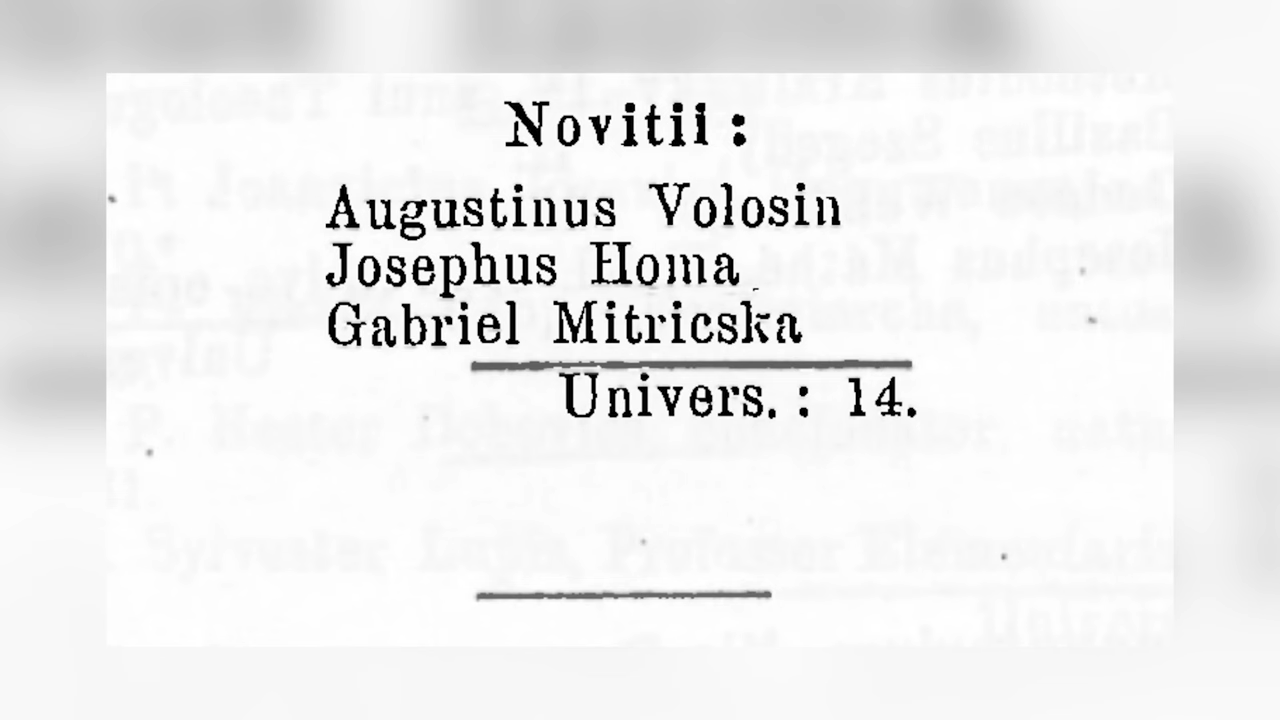 Novitii :
Augustinus Volosin
Josephus Homa
Gabriel Mitricska
Univers. : 14.